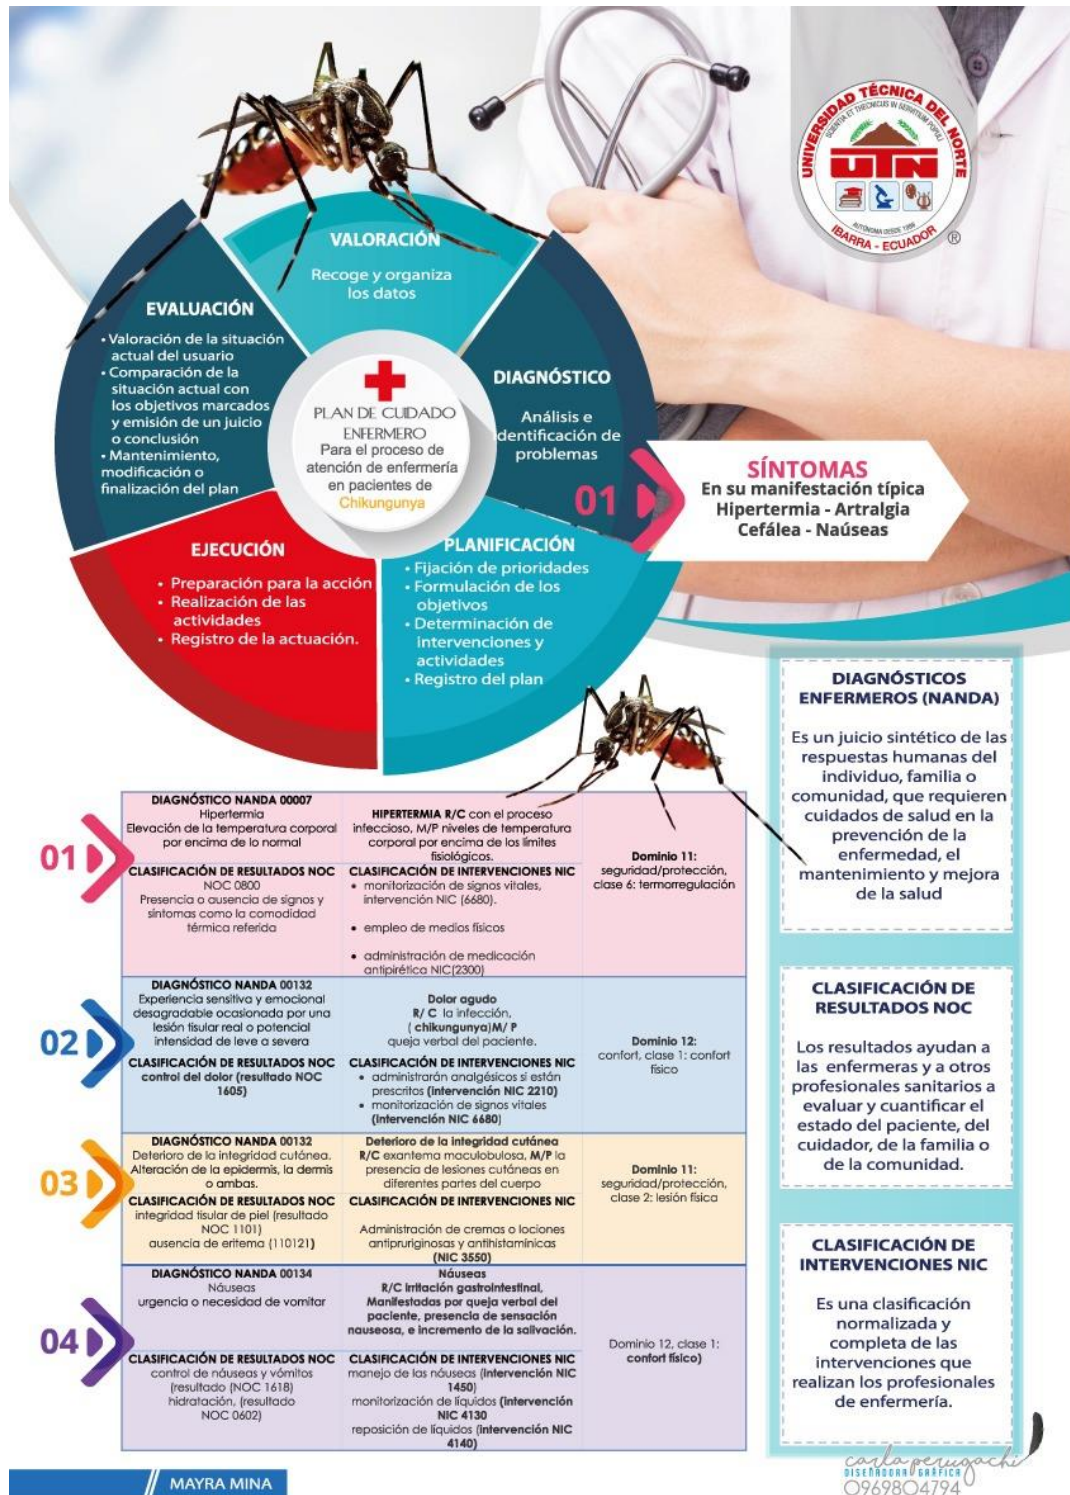 UNIVERSIDAD TÉCNICA DEL NORTE
SCIENTIA ET THECNICUS IN SERVITIUM POPULI
UTN
AUTÓNOMA DESDE 1986
IBARRA - ECUADOR
®
VALORACIÓN
Recoge y organiza
los datos
EVALUACIÓN
• Valoración de la situación
actual del usuario
• Comparación de la
situación actual con
los objetivos marcados
y emisión de un juicio
o conclusión
• Mantenimiento,
modificación o
finalización del plan
DIAGNÓSTICO
Análisis e
identificación de
problemas
PLAN DE CUIDADO
ENFERMERO
Para el proceso de
atención de enfermería
en pacientes de
Chikungunya
01
SÍNTOMAS
En su manifestación típica
Hipertermia - Artralgia
Cefálea - Naúseas
EJECUCIÓN
• Preparación para la acción
• Realización de las
actividades
• Registro de la actuación.
PLANIFICACIÓN
• Fijación de prioridades
• Formulación de los
objetivos
• Determinación de
intervenciones y
actividades
• Registro del plan
01
DIAGNÓSTICO NANDA 00007
Hipertermia
Elevación de la temperatura corporal
por encima de lo normal
HIPERTERMIA R/C con el proceso
infeccioso, M/P niveles de temperatura
corporal por encima de los límites
fisiológicos.
CLASIFICACIÓN DE RESULTADOS NOC
NOC 0800
Presencia o ausencia de signos y
síntomas como la comodidad
térmica referida
CLASIFICACIÓN DE INTERVENCIONES NIC
• monitorización de signos vitales,
intervención NIC (6680).
• empleo de medios físicos
• administración de medicación
antipirética NIC(2300)
Dominio 11:
seguridad/protección,
clase 6: termorregulación
02
DIAGNÓSTICO NANDA 00132
Experiencia sensitiva y emocional
desagradable ocasionada por una
lesión tisular real o potencial
intensidad de leve a severa
Dolor agudo
R/ C la infección,
( chikungunya)M/ P
queja verbal del paciente.
CLASIFICACIÓN DE RESULTADOS NOC
control del dolor (resultado NOC
1605)
CLASIFICACIÓN DE INTERVENCIONES NIC
• administrarán analgésicos si están
prescritos (intervención NIC 2210)
• monitorización de signos vitales
(intervención NIC 6680)
Dominio 12:
confort, clase 1: confort
físico
03
DIAGNÓSTICO NANDA 00132
Deterioro de la integridad cutánea.
Alteración de la epidermis, la dermis
o ambas.
Deterioro de la integridad cutánea
R/C exantema maculobulosa, M/P la
presencia de lesiones cutáneas en
diferentes partes del cuerpo
CLASIFICACIÓN DE RESULTADOS NOC
integridad tisular de piel (resultado
NOC 1101)
ausencia de eritema (110121)
CLASIFICACIÓN DE INTERVENCIONES NIC
Administración de cremas o lociones
antipruriginosas y antihistamínicas
(NIC 3550)
Dominio 11:
seguridad/protección,
clase 2: lesión física
04
DIAGNÓSTICO NANDA 00134
Náuseas
urgencia o necesidad de vomitar
Náuseas
R/C irritación gastrointestinal,
Manifestadas por queja verbal del
paciente, presencia de sensación
nauseosa, e incremento de la salivación.
CLASIFICACIÓN DE RESULTADOS NOC
control de náuseas y vómitos
(resultado (NOC 1618)
hidratación, (resultado
NOC 0602)
CLASIFICACIÓN DE INTERVENCIONES NIC
manejo de las náuseas (intervención NIC
1450)
monitorización de líquidos (intervención
NIC 4130
reposición de líquidos (intervención NIC
4140)
Dominio 12, clase 1:
confort físico)
DIAGNÓSTICOS
ENFERMEROS (NANDA)
Es un juicio sintético de las
respuestas humanas del
individuo, familia o
comunidad, que requieren
cuidados de salud en la
prevención de la
enfermedad, el
mantenimiento y mejora
de la salud
CLASIFICACIÓN DE
RESULTADOS NOC
Los resultados ayudan a
las enfermeras y a otros
profesionales sanitarios a
evaluar y cuantificar el
estado del paciente, del
cuidador, de la familia o
de la comunidad.
CLASIFICACIÓN DE
INTERVENCIONES NIC
Es una clasificación
normalizada y
completa de las
intervenciones que
realizan los profesionales
de enfermería.
// MAYRA MINA
carla perugachi
DISEÑADORA GRÁFICA
0969804794